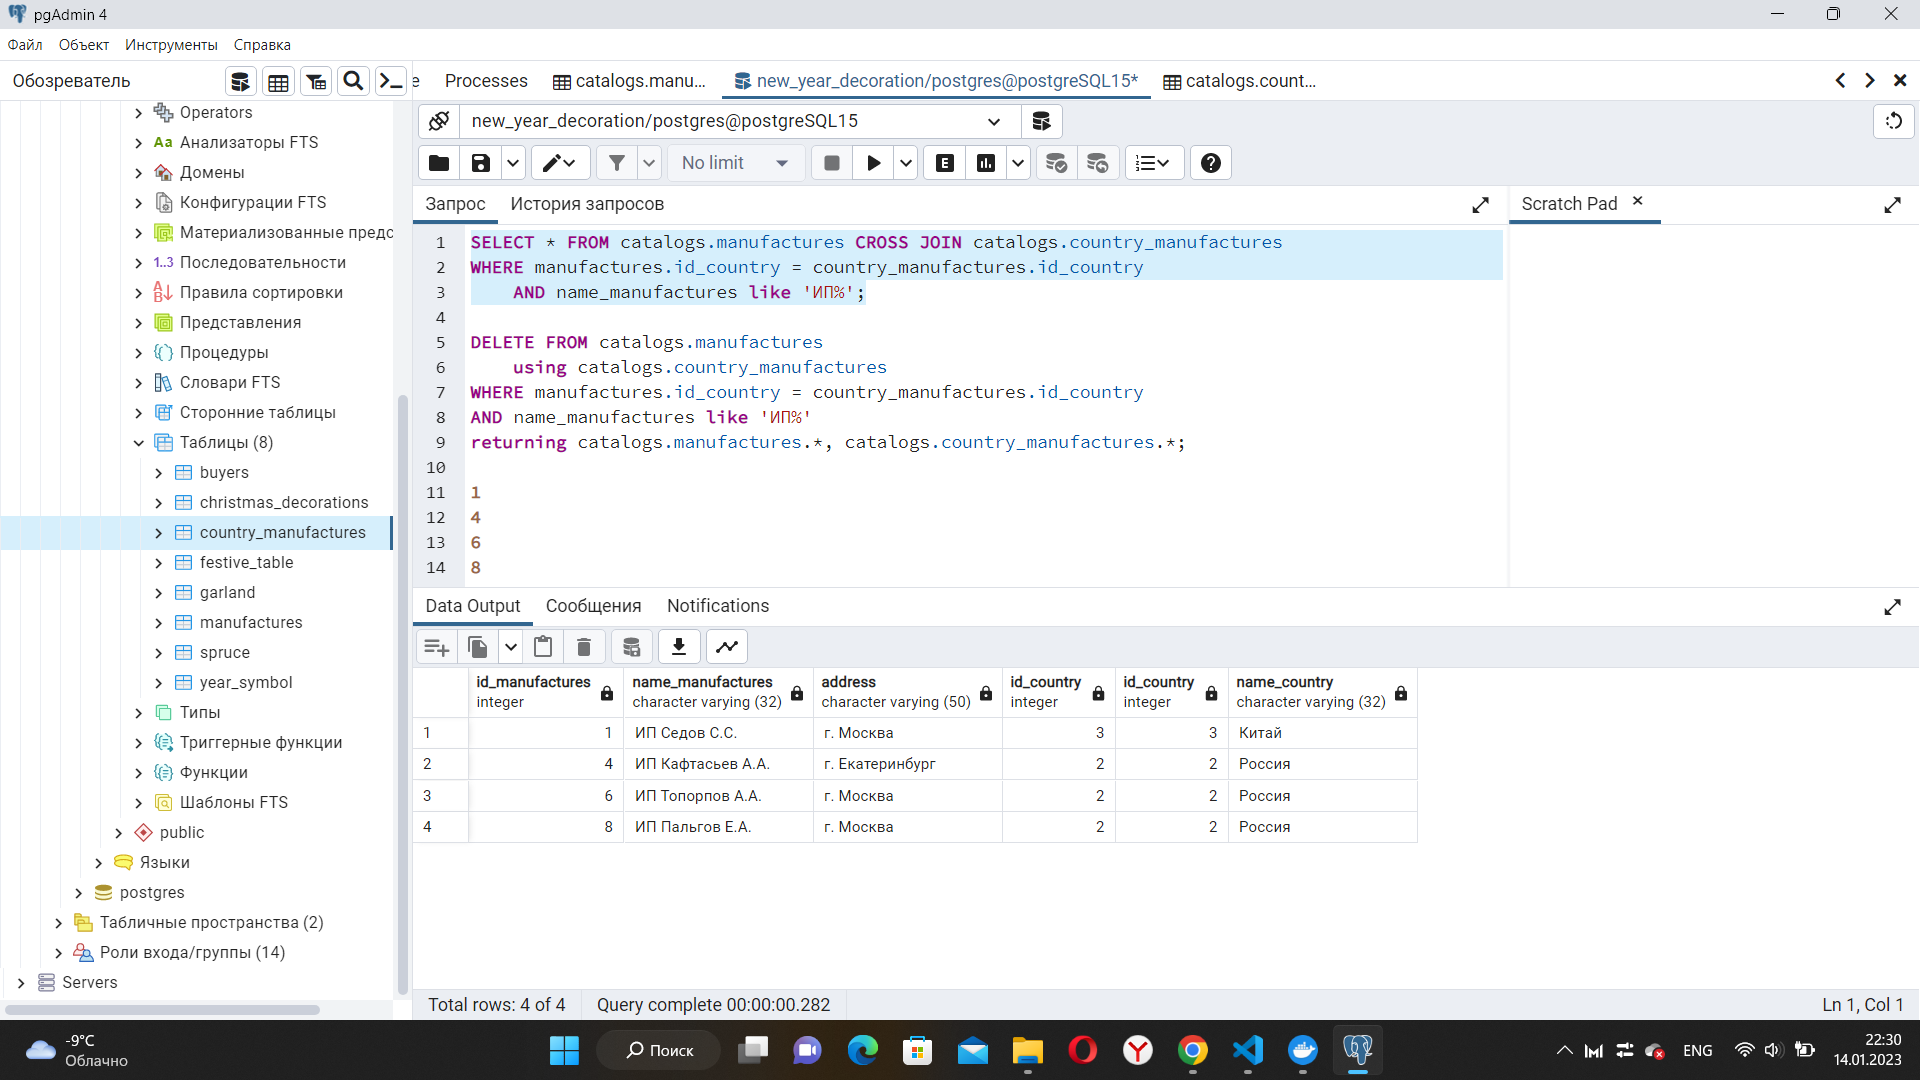 pgAdmin 4
Файл Объект Инструменты Справка
Обозреватель
e Processes catalogs.manu... new_year_decoration/postgres@postgreSQL15* catalogs.count...
Operators
Aa Анализаторы FTS
Домены
Конфигурации FTS
Материализованные предс
1..3 Последовательности
Правила сортировки
Представления
Процедуры
Словари FTS
Сторонние таблицы
Таблицы (8)
buyers
christmas_decorations
country_manufactures
festive_table
garland
manufactures
spruce
year_symbol
Типы
Триггерные функции
Функции
Шаблоны FTS
public
Языки
postgres
Табличные пространства (2)
Роли входа/группы (14)
Servers
new_year_decoration/postgres@postgreSQL15
No limit
E
Запрос История запросов
Scratch Pad
1 SELECT * FROM catalogs.manufactures CROSS JOIN catalogs.country_manufactures
2 WHERE manufactures.id_country = country_manufactures.id_country
3 AND name_manufactures like 'ИП%';
4
5 DELETE FROM catalogs.manufactures
6 using catalogs.country_manufactures
7 WHERE manufactures.id_country = country_manufactures.id_country
8 AND name_manufactures like 'ИП%'
9 returning catalogs.manufactures.*, catalogs.country_manufactures.*;
10
11 1
12 4
13 6
14 8
Data Output Сообщения Notifications
id_manufactures name_manufactures address id_country id_country name_country
integer character varying (32) character varying (50) integer integer character varying (32)
1 1 ИП Седов С.С. г. Москва 3 3 Китай
2 4 ИП Кафтасьев А.А. г. Екатеринбург 2 2 Россия
3 6 ИП Топорпов А.А. г. Москва 2 2 Россия
4 8 ИП Пальгов Е.А. г. Москва 2 2 Россия
Total rows: 4 of 4 Query complete 00:00:00.282
Ln 1, Col 1
-9°C
Облачно
Поиск
ENG
22:30
14.01.2023